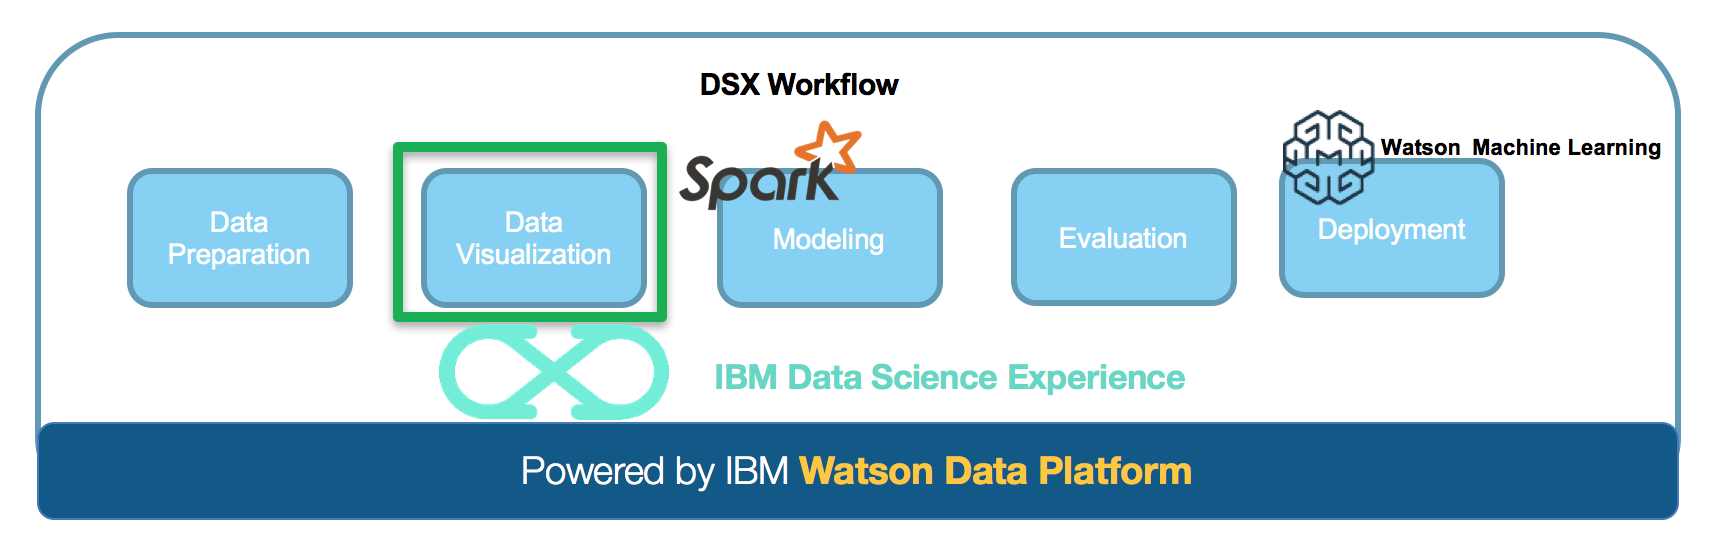 DSX Workflow
Spark
Watson Machine Learning
Data
Preparation
Data
Visualization
Modeling
Evaluation
Deployment
IBM Data Science Experience
Powered by IBM Watson Data Platform